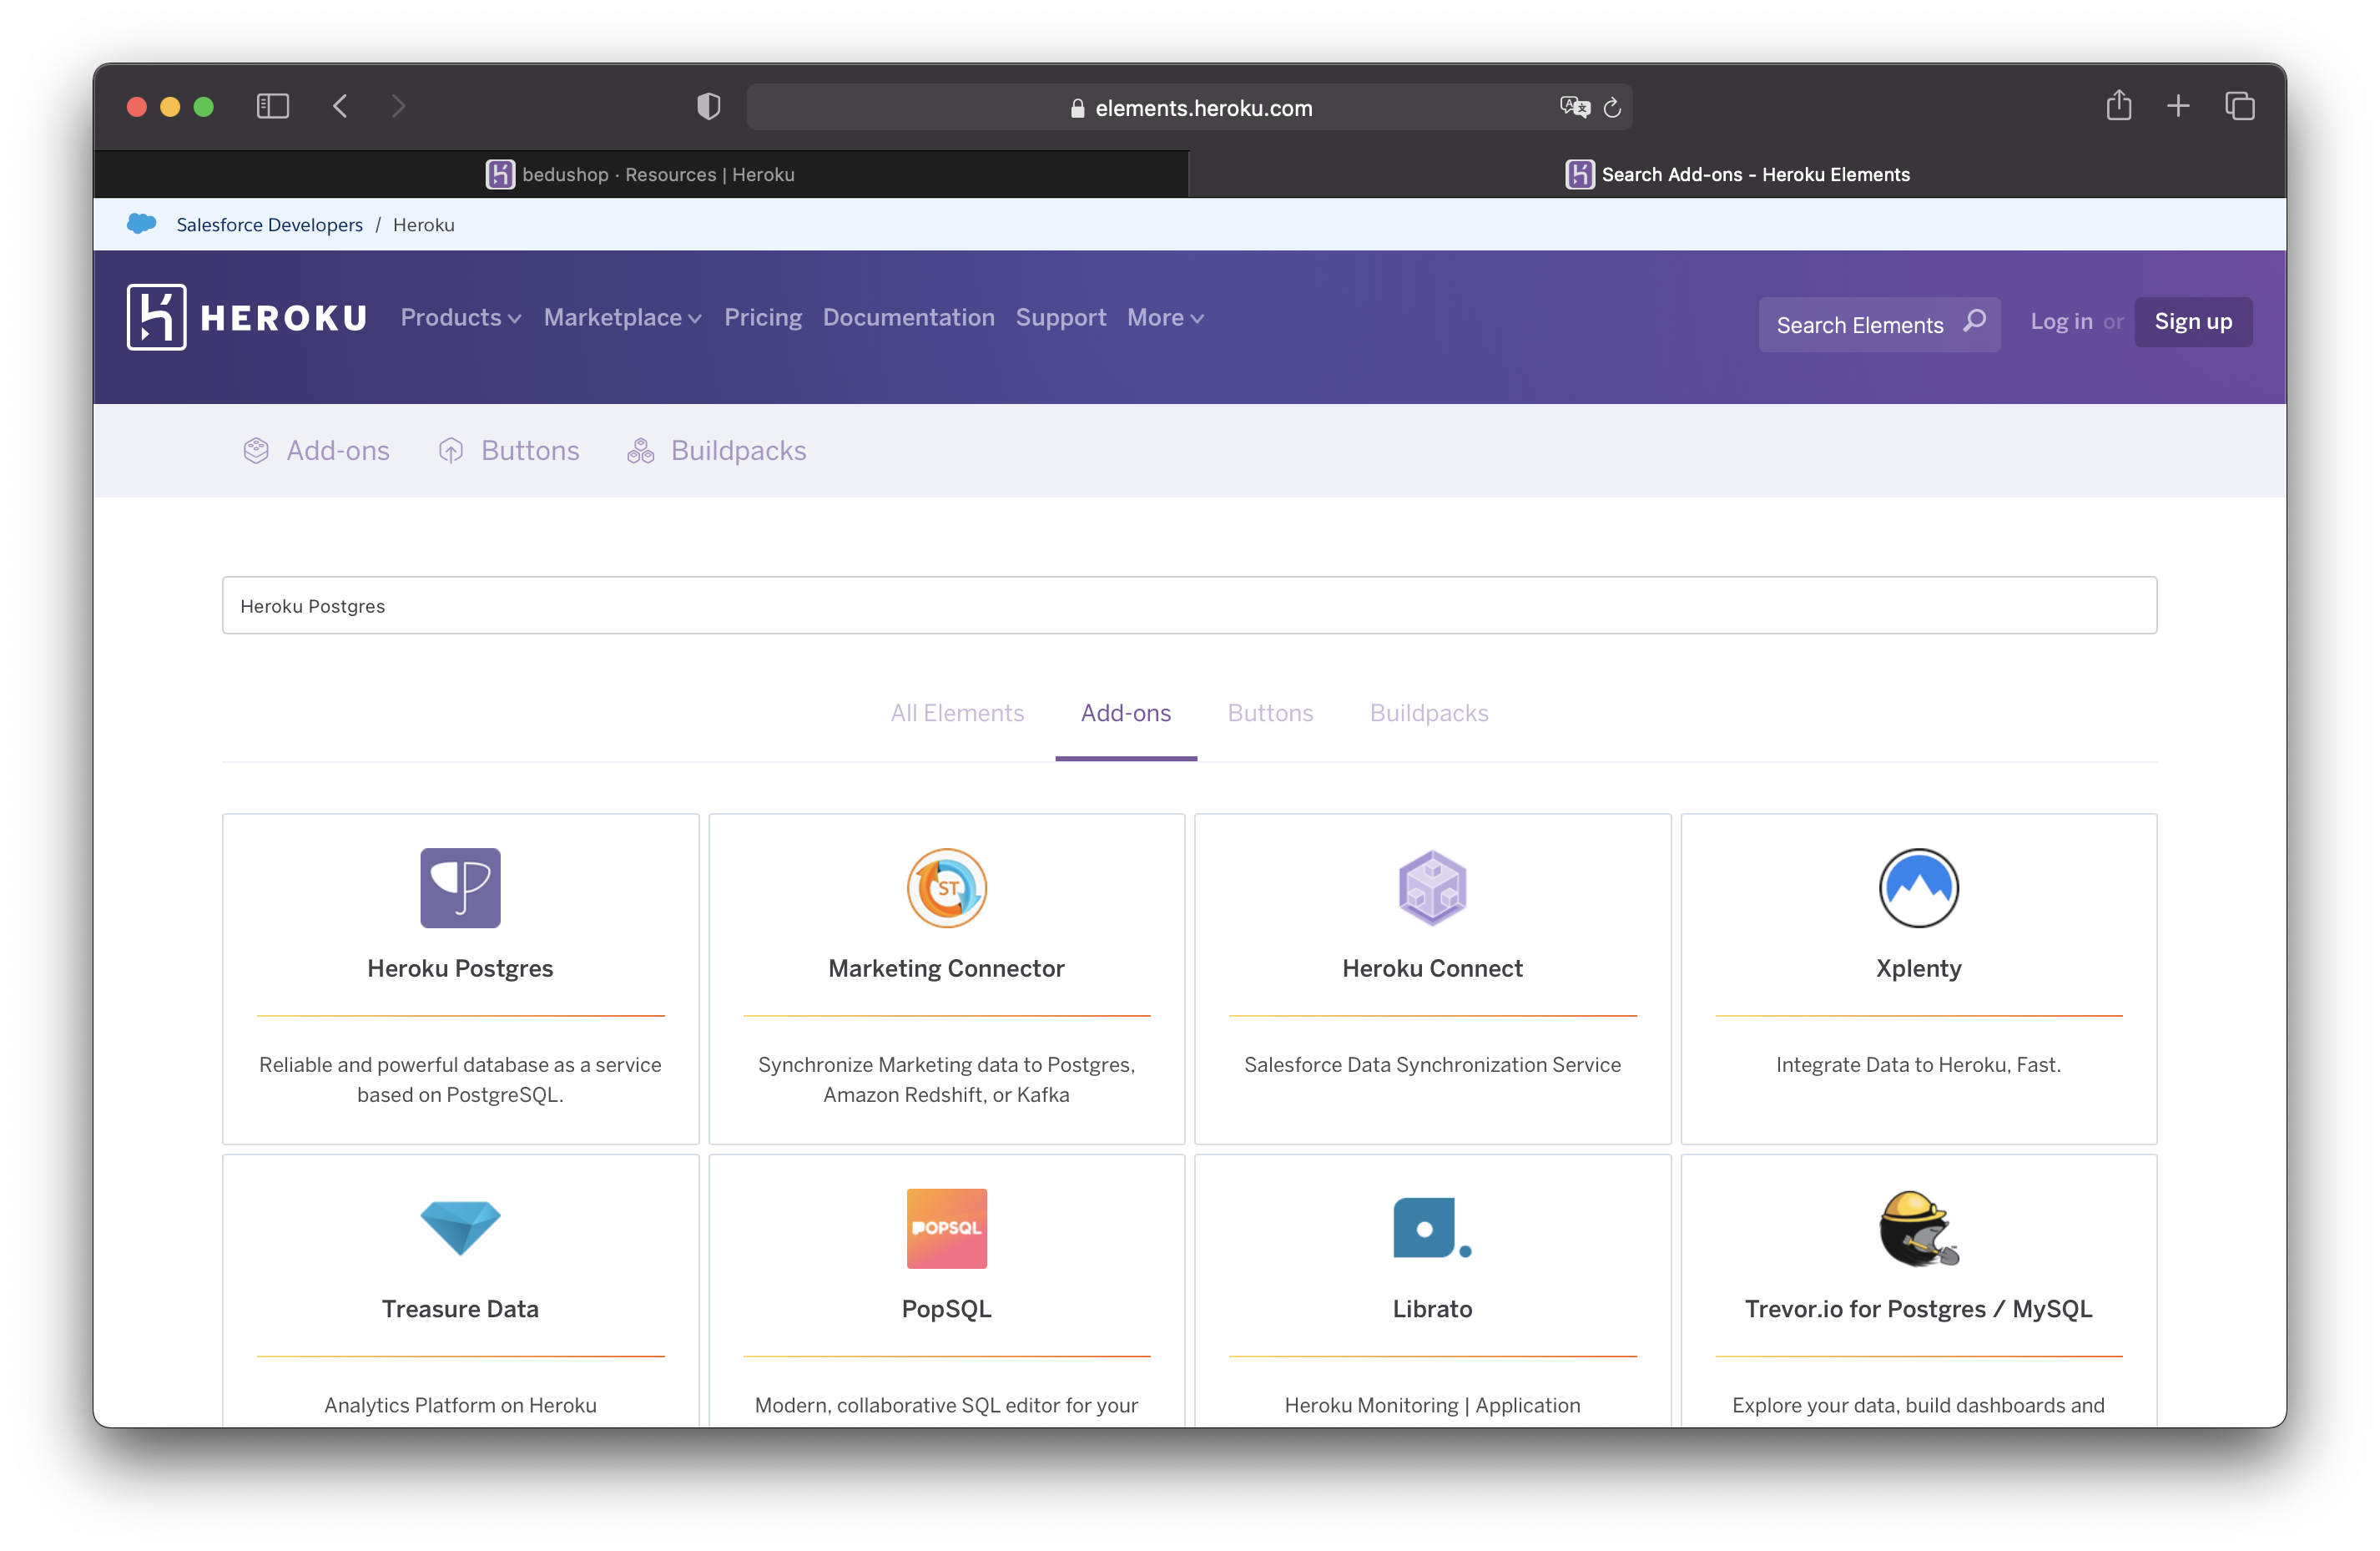 elements.heroku.com
bedushop · Resources | Heroku
Search Add-ons - Heroku Elements
Salesforce Developers / Heroku
HEROKU
Products Marketplace Pricing Documentation Support More
Search Elements
Log in or Sign up
Add-ons Buttons Buildpacks
Heroku Postgres
All Elements Add-ons Buttons Buildpacks
Heroku Postgres
Reliable and powerful database as a service
based on PostgreSQL.
ST
Marketing Connector
Synchronize Marketing data to Postgres,
Amazon Redshift, or Kafka
Heroku Connect
Salesforce Data Synchronization Service
Xplenty
Integrate Data to Heroku, Fast.
Treasure Data
Analytics Platform on Heroku
POPSQL
PopSQL
Modern, collaborative SQL editor for your
Librato
Heroku Monitoring | Application
Trevor.io for Postgres / MySQL
Explore your data, build dashboards and